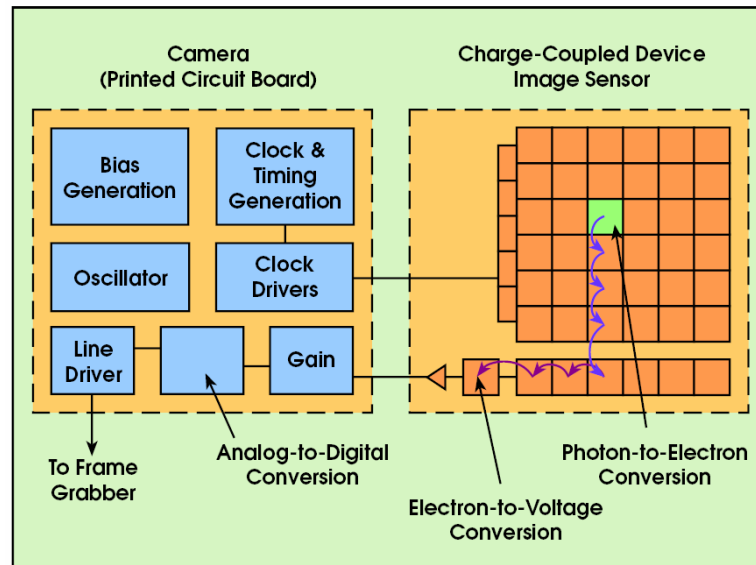 Camera
(Printed Circuit Board)
Charge-Coupled Device
Image Sensor
Bias
Generation
Clock &
Timing
Generation
Oscillator
Clock
Drivers
Line
Driver
Gain
To Frame
Grabber
Analog-to-Digital
Conversion
Electron-to-Voltage
Conversion
Photon-to-Electron
Conversion